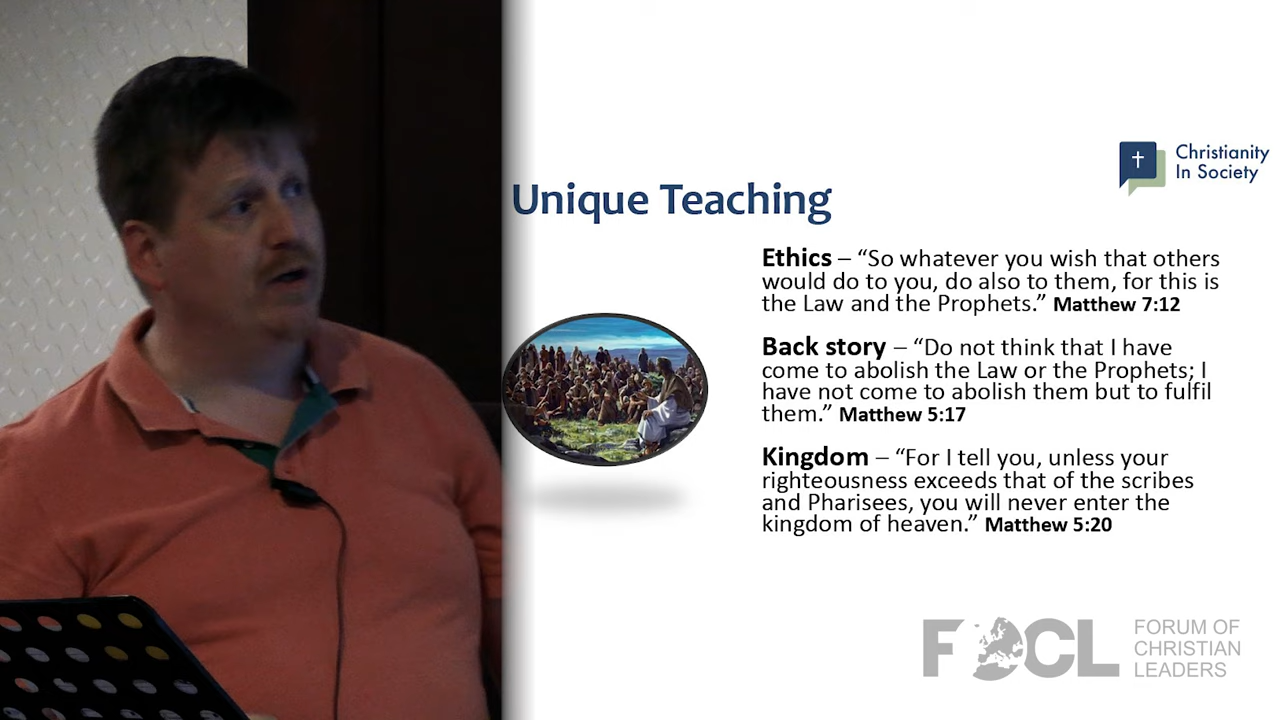 Christianity
In Society
Unique Teaching
Ethics – “So whatever you wish that others
would do to you, do also to them, for this is
the Law and the Prophets.” Matthew 7:12
Back story – “Do not think that I have
come to abolish the Law or the Prophets; I
have not come to abolish them but to fulfil
them.” Matthew 5:17
Kingdom – “For I tell you, unless your
righteousness exceeds that of the scribes
and Pharisees, you will never enter the
kingdom of heaven.” Matthew 5:20
FOCL
FORUM OF
CHRISTIAN
LEADERS